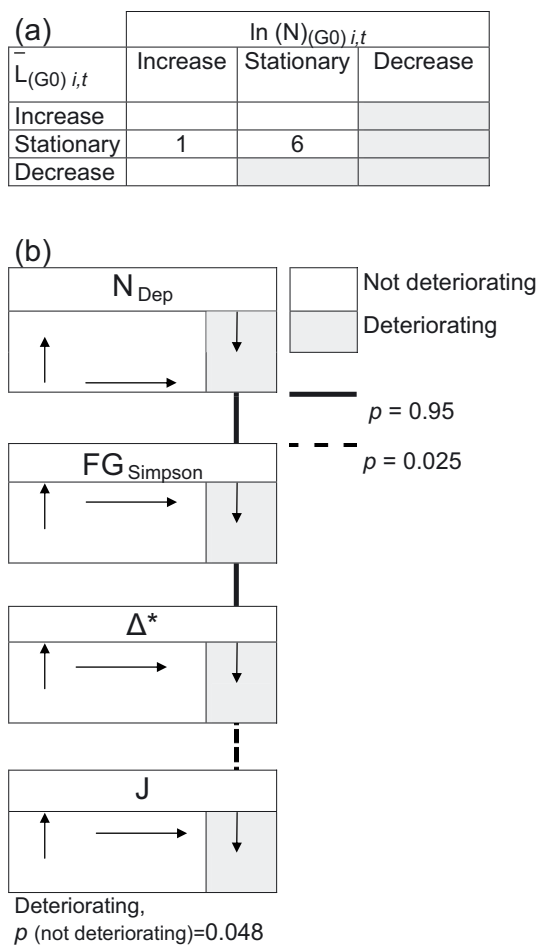 (a)
ln (N)(G0) i,t
L̅(G0) i,t
Increase Stationary Decrease
Increase
Stationary 1 6
Decrease
(b)
N Dep
Not deteriorating
Deteriorating
p = 0.95
p = 0.025
FG Simpson
Δ*
J
Deteriorating,
p (not deteriorating)=0.048